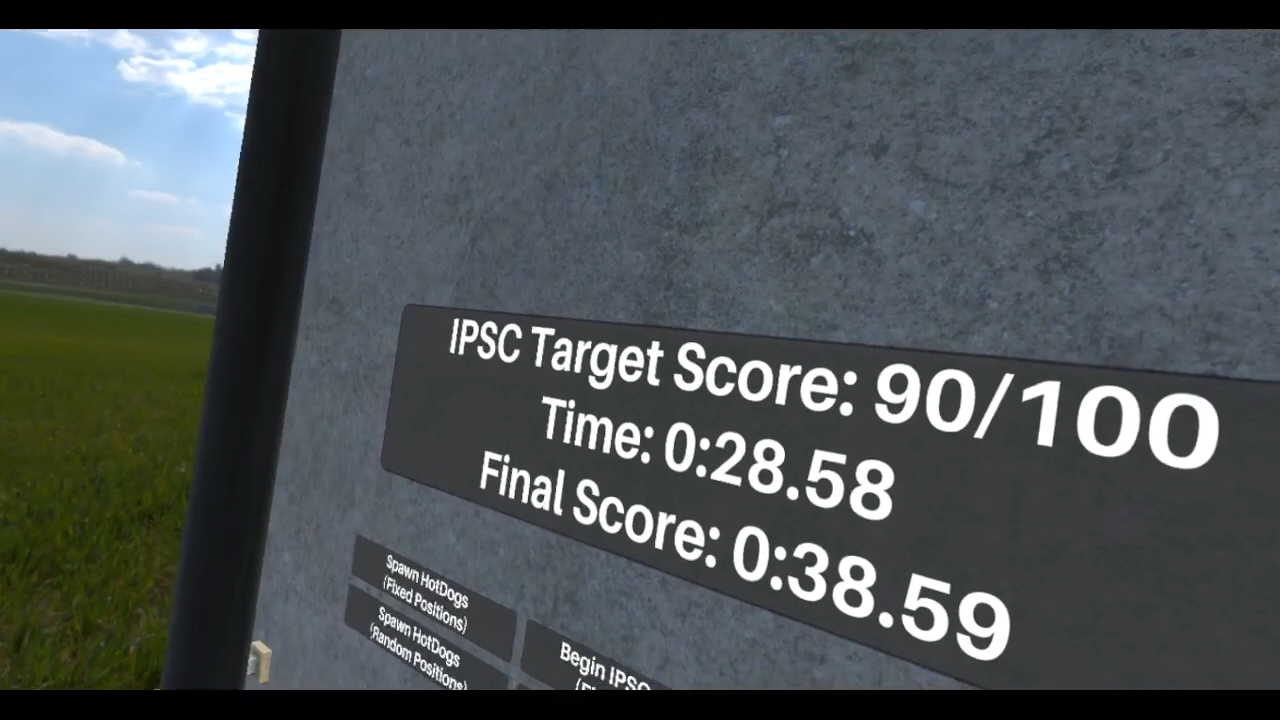 IPSC Target Score: 90/100
Time: 0:28.58
Final Score: 0:38.59
Spawn HotDogs
(Fixed Positions)
Spawn HotDogs
(Random Positions)
Begin IPSC